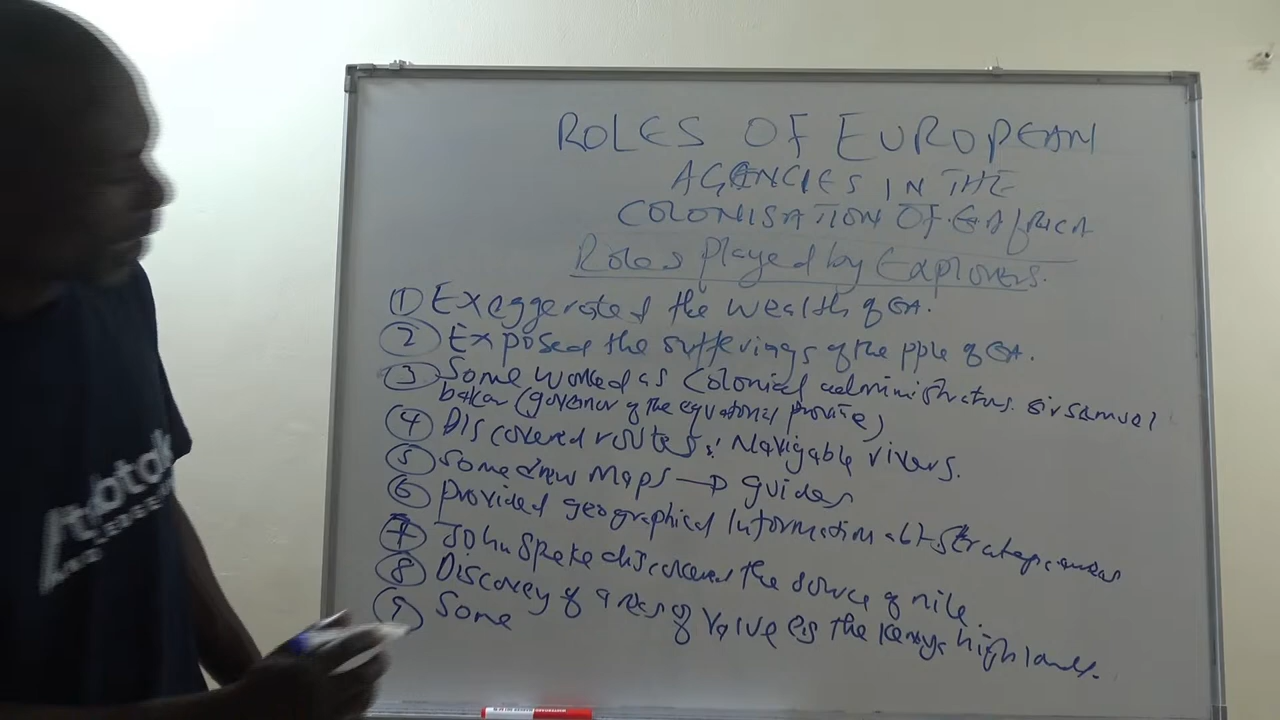 ROLES OF EUROPEAN
AGENCIES IN THE
COLONISATION OF E.AFRICA
Roles played by Explorers.
① Exaggerated the wealth of EA.
② Exposed the sufferings of the pple of EA.
③ Some worked as Colonial administrators. Sir Samuel
baker (governor of the equatorial province)
④ Discovered routes & Navigable rivers.
⑤ Some drew maps → guides
⑥ Provided geographical Information abt strategic areas
⑦ John Speke discovered the source of nile.
⑧ Discovery of areas of value eg the Kenya highlands.
⑨ Some